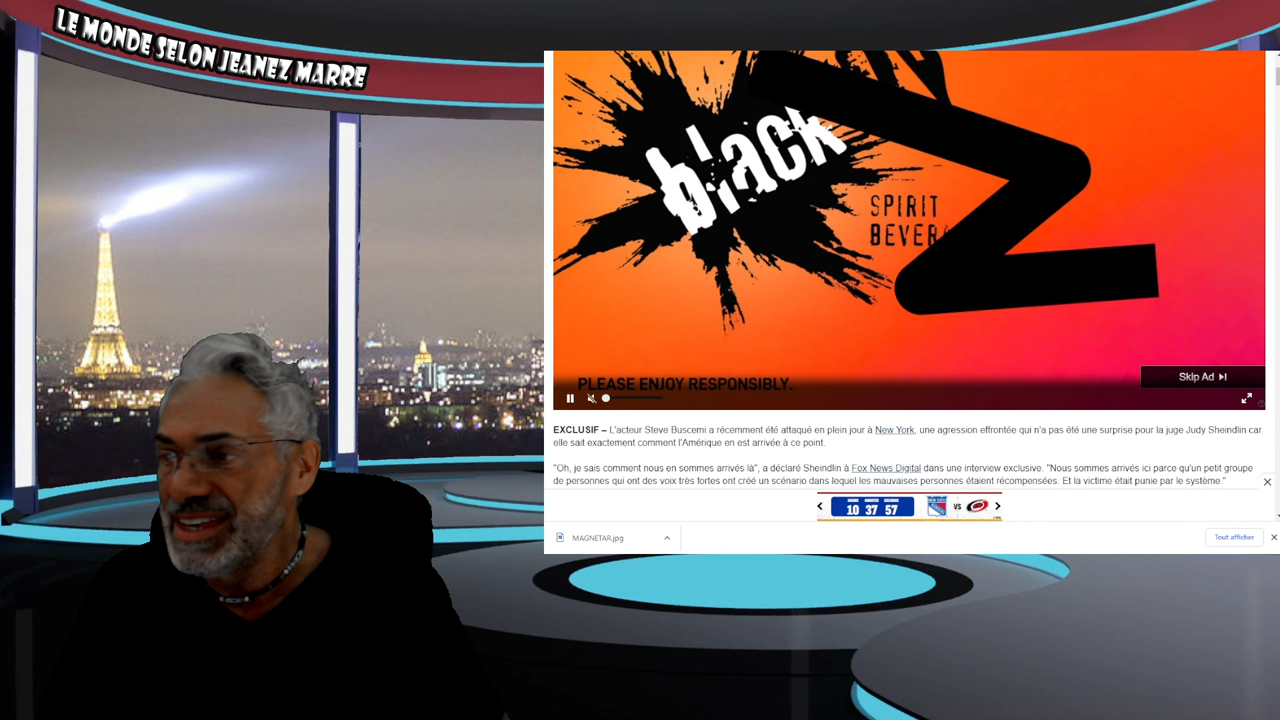 LE MONDE SELON JEANEZ MARRE
black
SPIRIT
BEVER
PLEASE ENJOY RESPONSIBLY.
Skip Ad
EXCLUSIF – L'acteur Steve Buscemi a récemment été attaqué en plein jour à New York, une agression effrontée qui n'a pas été une surprise pour la juge Judy Sheindlin car
elle sait exactement comment l'Amérique en est arrivée à ce point.
"Oh, je sais comment nous en sommes arrivés là", a déclaré Sheindlin à Fox News Digital dans une interview exclusive. "Nous sommes arrivés ici parce qu'un petit groupe
de personnes qui ont des voix très fortes ont créé un scénario dans lequel les mauvaises personnes étaient récompensées. Et la victime était punie par le système."
10 37 57
VS
MAGNETAR.jpg
Tout afficher